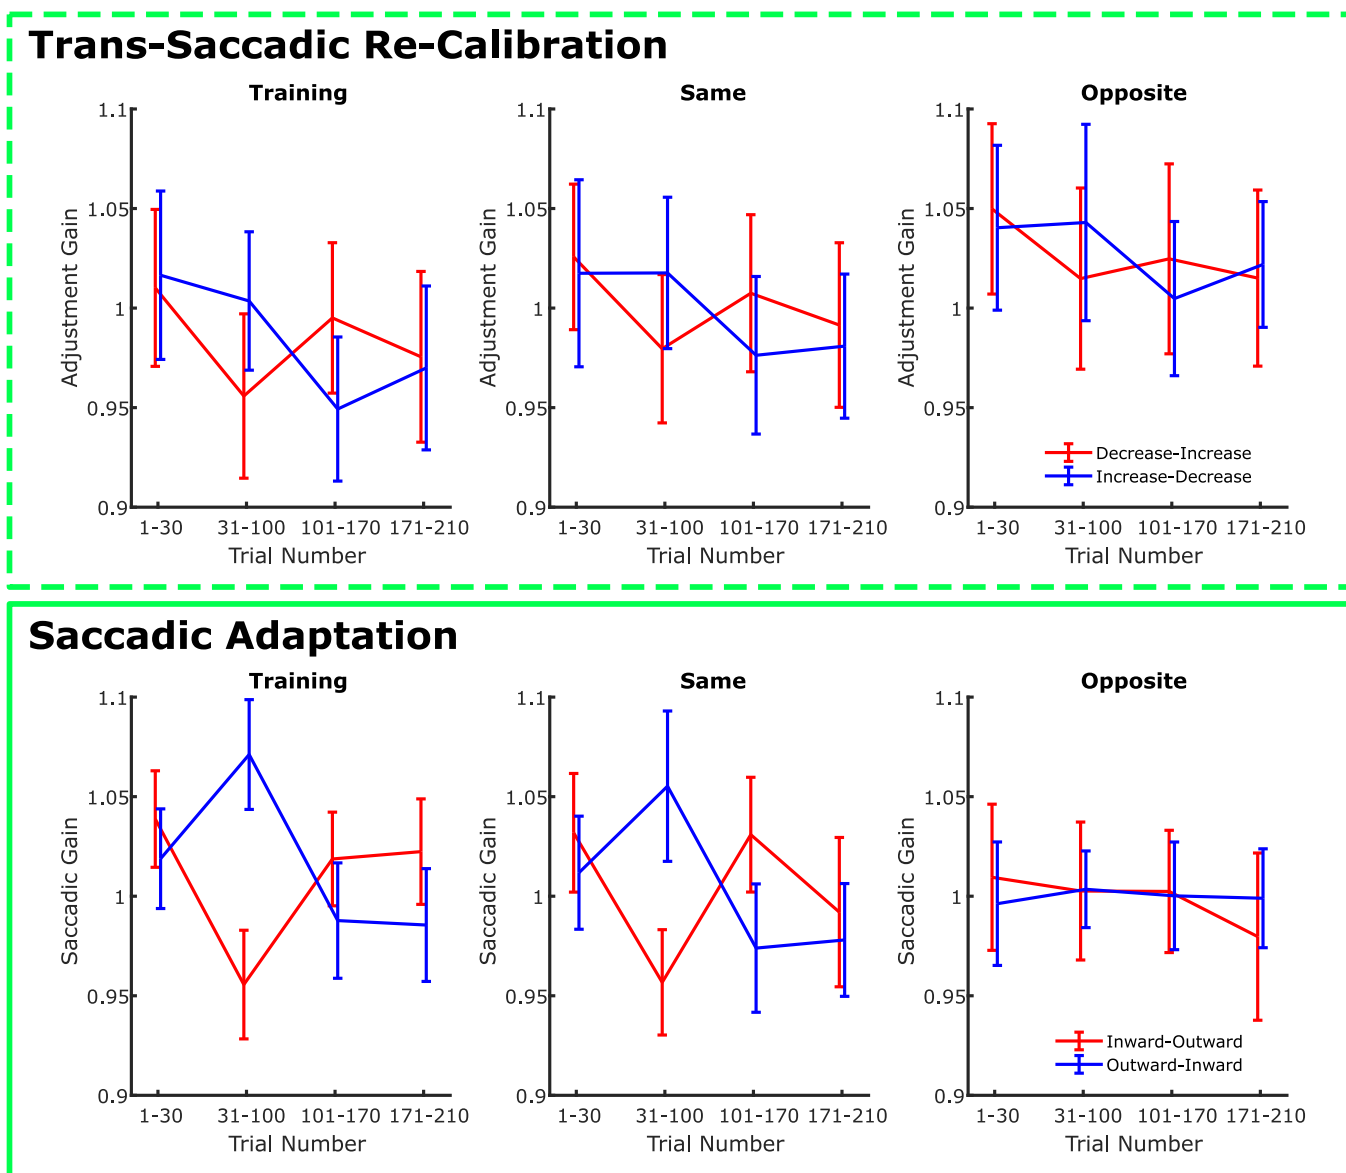 Trans-Saccadic Re-Calibration
Training
Same
Opposite
1.1
1.05
1
0.95
0.9
Adjustment Gain
1-30 31-100 101-170 171-210
Trial Number
1.1
1.05
1
0.95
0.9
Adjustment Gain
1-30 31-100 101-170 171-210
Trial Number
1.1
1.05
1
0.95
0.9
Adjustment Gain
Decrease-Increase
Increase-Decrease
1-30 31-100 101-170 171-210
Trial Number
Saccadic Adaptation
Training
Same
Opposite
1.1
1.05
1
0.95
0.9
Saccadic Gain
1-30 31-100 101-170 171-210
Trial Number
1.1
1.05
1
0.95
0.9
Saccadic Gain
1-30 31-100 101-170 171-210
Trial Number
1.1
1.05
1
0.95
0.9
Saccadic Gain
Inward-Outward
Outward-Inward
1-30 31-100 101-170 171-210
Trial Number